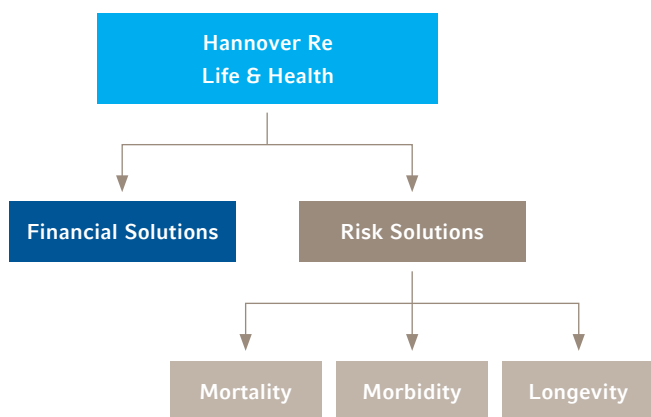 Hannover Re
Life & Health
Financial Solutions
Risk Solutions
Mortality
Morbidity
Longevity